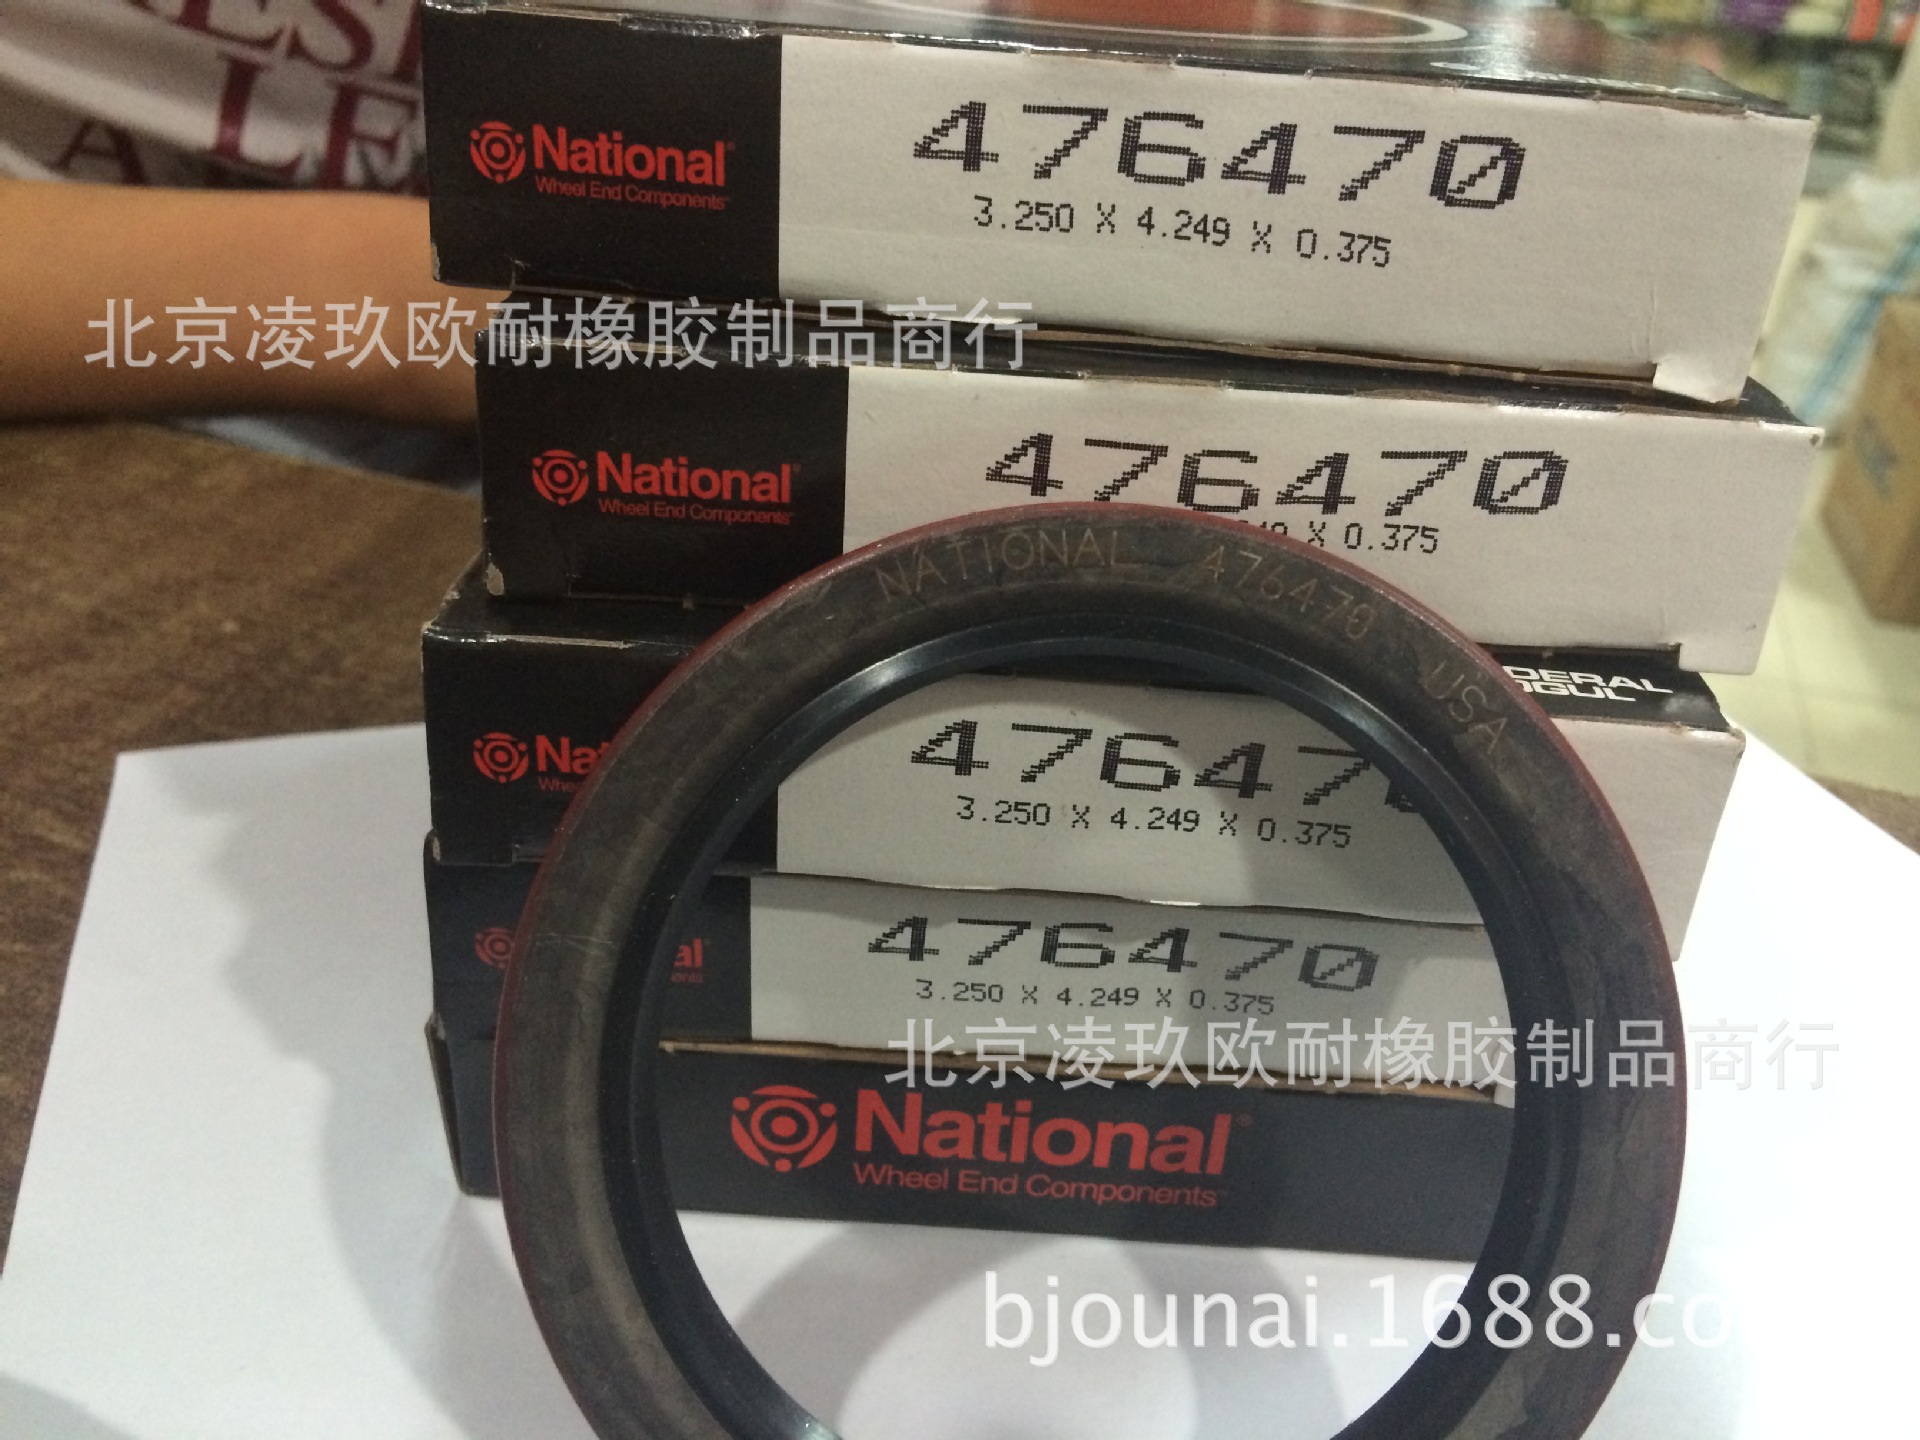 LE
National
Wheel End Components
476470
3.250 X 4.249 X 0.375
北京凌玖欧耐橡胶制品商行
National
Wheel End Components
476470
X 0.375
NATIONAL 476470 USA
476470
3.250 X 4.249 X 0.375
476470
3.250 X 4.249 X 0.375
北京凌玖欧耐橡胶制品商行
National
Wheel End Components
bjounai.1688.co